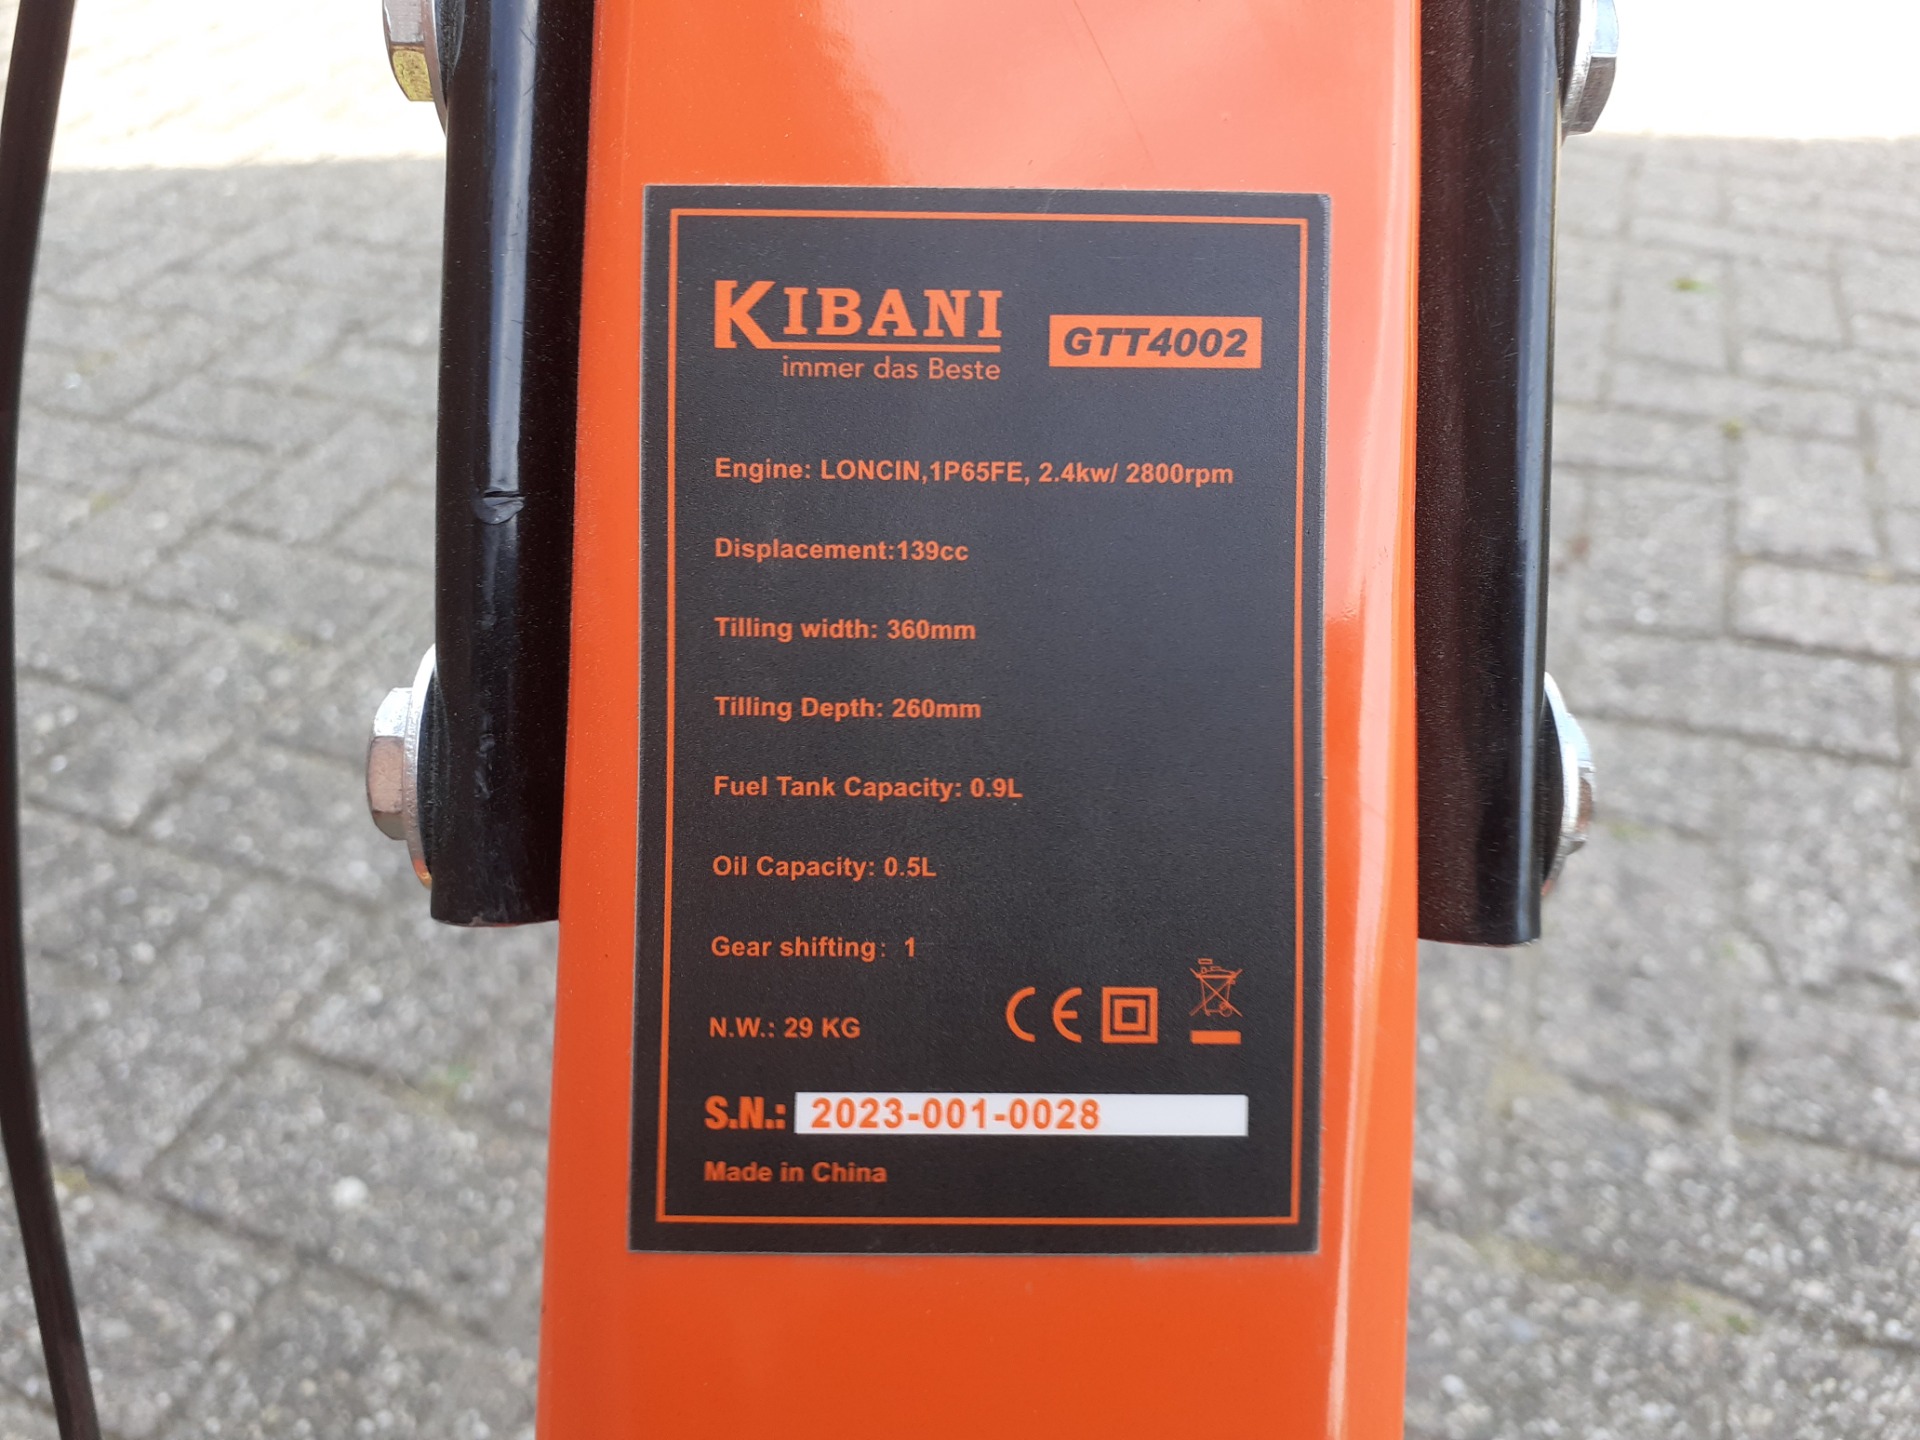 KIBANI
immer das Beste
GTT4002
Engine: LONCIN,1P65FE, 2.4kw/ 2800rpm
Displacement:139cc
Tilling width: 360mm
Tilling Depth: 260mm
Fuel Tank Capacity: 0.9L
Oil Capacity: 0.5L
Gear shifting: 1
N.W.: 29 KG
CE
S.N.: 2023-001-0028
Made in China